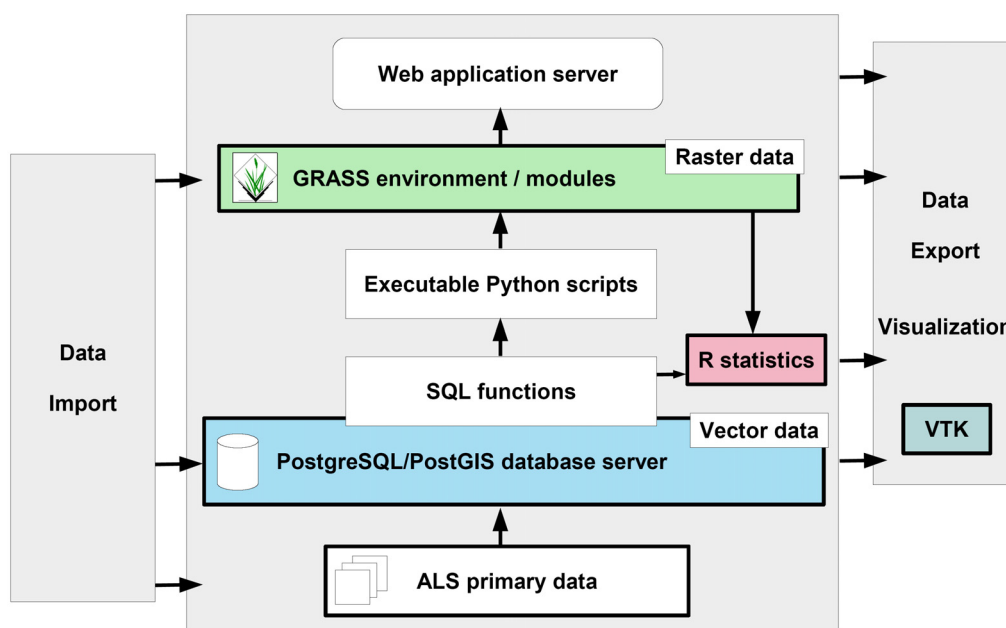 Web application server
Raster data
GRASS environment / modules
Executable Python scripts
R statistics
SQL functions
Vector data
PostgreSQL/PostGIS database server
ALS primary data
Data
Import
Data
Export
Visualization
VTK